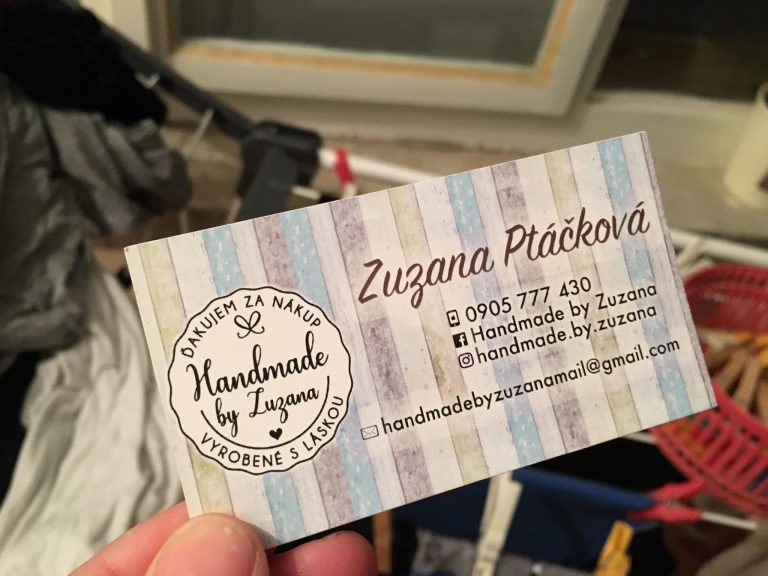 ĎAKUJEM ZA NÁKUP
Handmade
by Zuzana
VYROBENÉ S LÁSKOU
Zuzana Ptáčková
0905 777 430
Handmade by Zuzana
handmade.by.zuzana
handmadebyzuzanamail@gmail.com